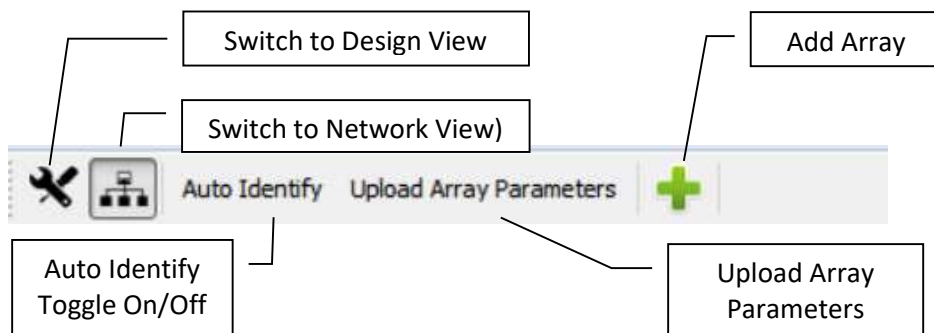 Switch to Design View
Add Array
Switch to Network View)
Auto Identify Upload Array Parameters
Auto Identify
Toggle On/Off
Upload Array
Parameters